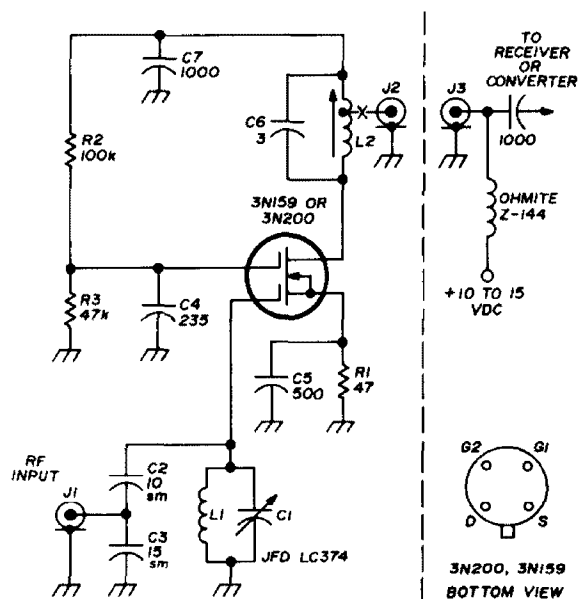 C7
1000
TO
RECEIVER
OR
CONVERTER
J2
J3
C6
3
L2
1000
R2
100k
3N159 OR
3N200
OHMITE
Z-144
+10 TO 15
VDC
R3
47k
C4
235
C5
500
R1
47
RF
INPUT
J1
C2
10
sm
C3
15
sm
L1
C1
JFD LC374
G2
G1
D
S
3N200, 3N159
BOTTOM VIEW